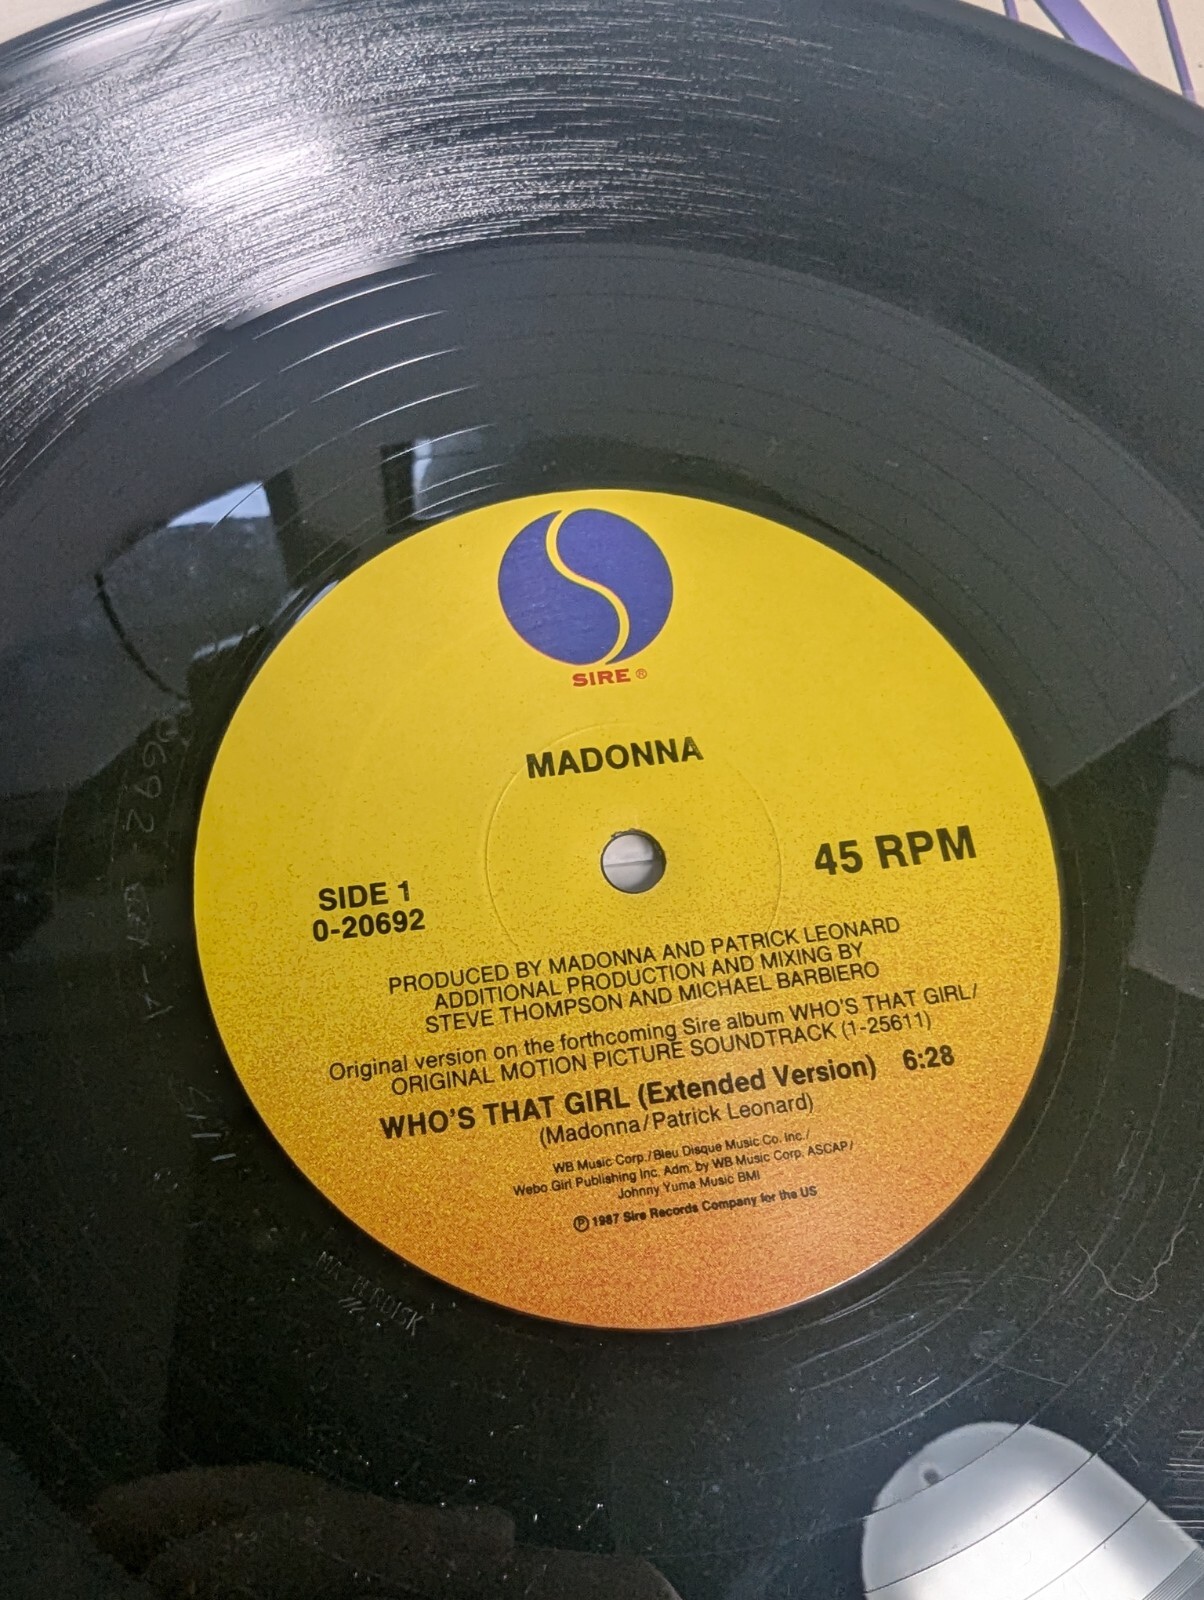 SIRE®
MADONNA
45 RPM
SIDE 1
0-20692
PRODUCED BY MADONNA AND PATRICK LEONARD
ADDITIONAL PRODUCTION AND MIXING BY
STEVE THOMPSON AND MICHAEL BARBIERO
Original version on the forthcoming Sire album WHO'S THAT GIRL/
ORIGINAL MOTION PICTURE SOUNDTRACK (1-25611)
WHO'S THAT GIRL (Extended Version) 6:28
(Madonna/Patrick Leonard)
WB Music Corp./Bleu Disque Music Co. Inc./
Webo Girl Publishing Inc. Adm. by WB Music Corp. ASCAP/
Johnny Yuma Music BMI
℗ 1987 Sire Records Company for the US